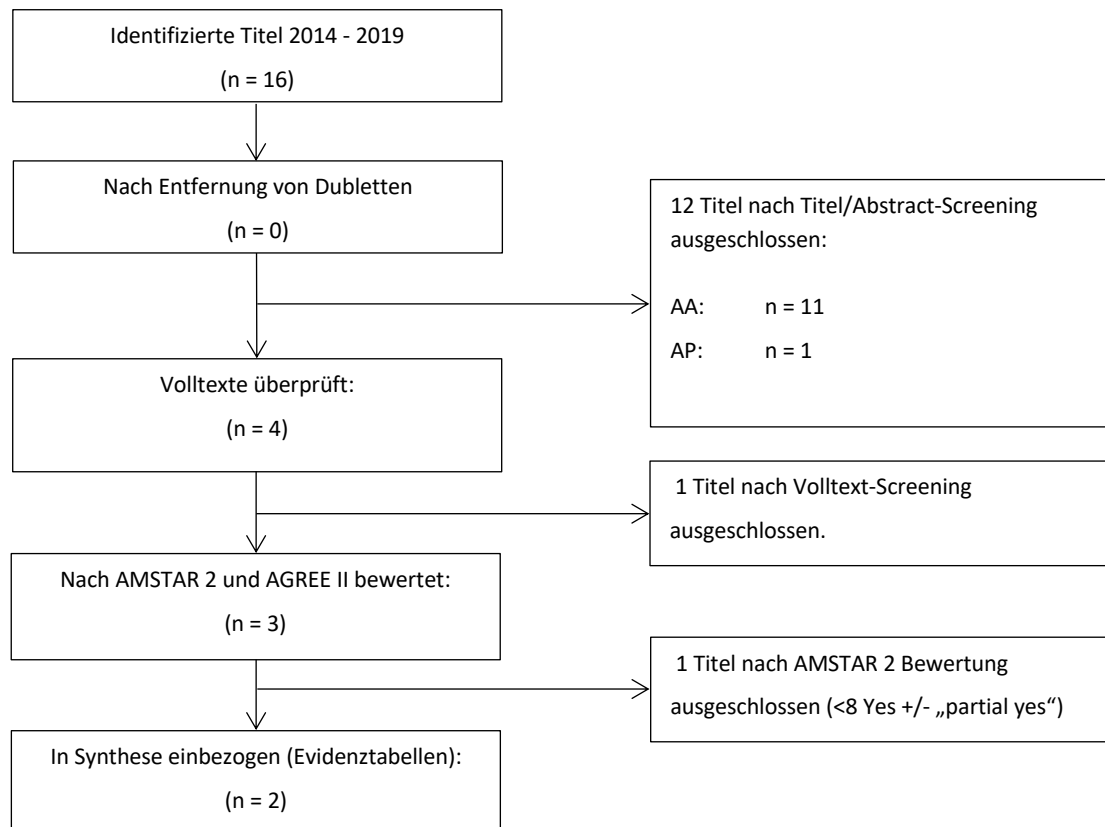 Identifizierte Titel 2014 - 2019
(n = 16)
Nach Entfernung von Dubletten
(n = 0)
12 Titel nach Titel/Abstract-Screening
ausgeschlossen:
AA: n = 11
AP: n = 1
Volltexte überprüft:
(n = 4)
1 Titel nach Volltext-Screening
ausgeschlossen.
Nach AMSTAR 2 und AGREE II bewertet:
(n = 3)
1 Titel nach AMSTAR 2 Bewertung
ausgeschlossen (<8 Yes +/- „partial yes“)
In Synthese einbezogen (Evidenztabellen):
(n = 2)